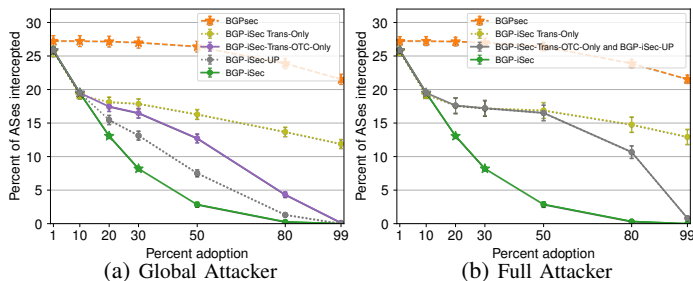 Percent of ASes intercepted
30
25
20
15
10
5
0
BGPsec
BGP-iSec Trans-Only
BGP-iSec-Trans-OTC-Only
BGP-iSec-UP
BGP-iSec
1 10 20 30 50 80 99
Percent adoption
(a) Global Attacker
Percent of ASes intercepted
30
25
20
15
10
5
0
BGPsec
BGP-iSec Trans-Only
BGP-iSec-Trans-OTC-Only and BGP-iSec-UP
BGP-iSec
1 10 20 30 50 80 99
Percent adoption
(b) Full Attacker